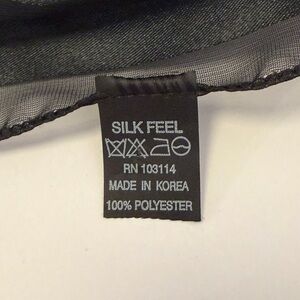 SILK FEEL
RN 103114
MADE IN KOREA
100% POLYESTER